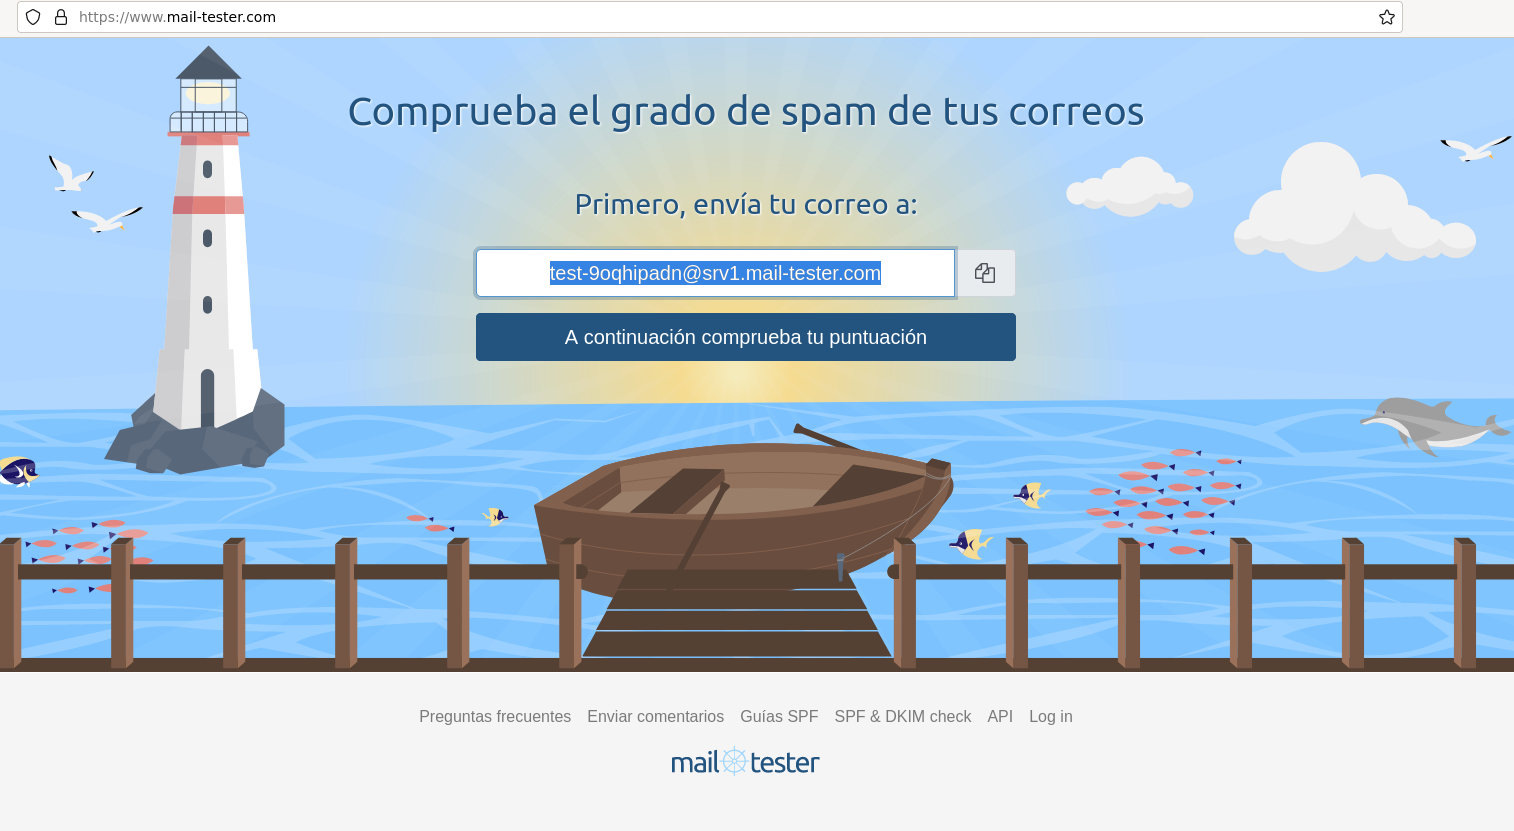 https://www.mail-tester.com
Comprueba el grado de spam de tus correos
Primero, envía tu correo a:
test-9oqhipadn@srv1.mail-tester.com
A continuación comprueba tu puntuación
Preguntas frecuentes Enviar comentarios Guías SPF SPF & DKIM check API Log in
mail tester